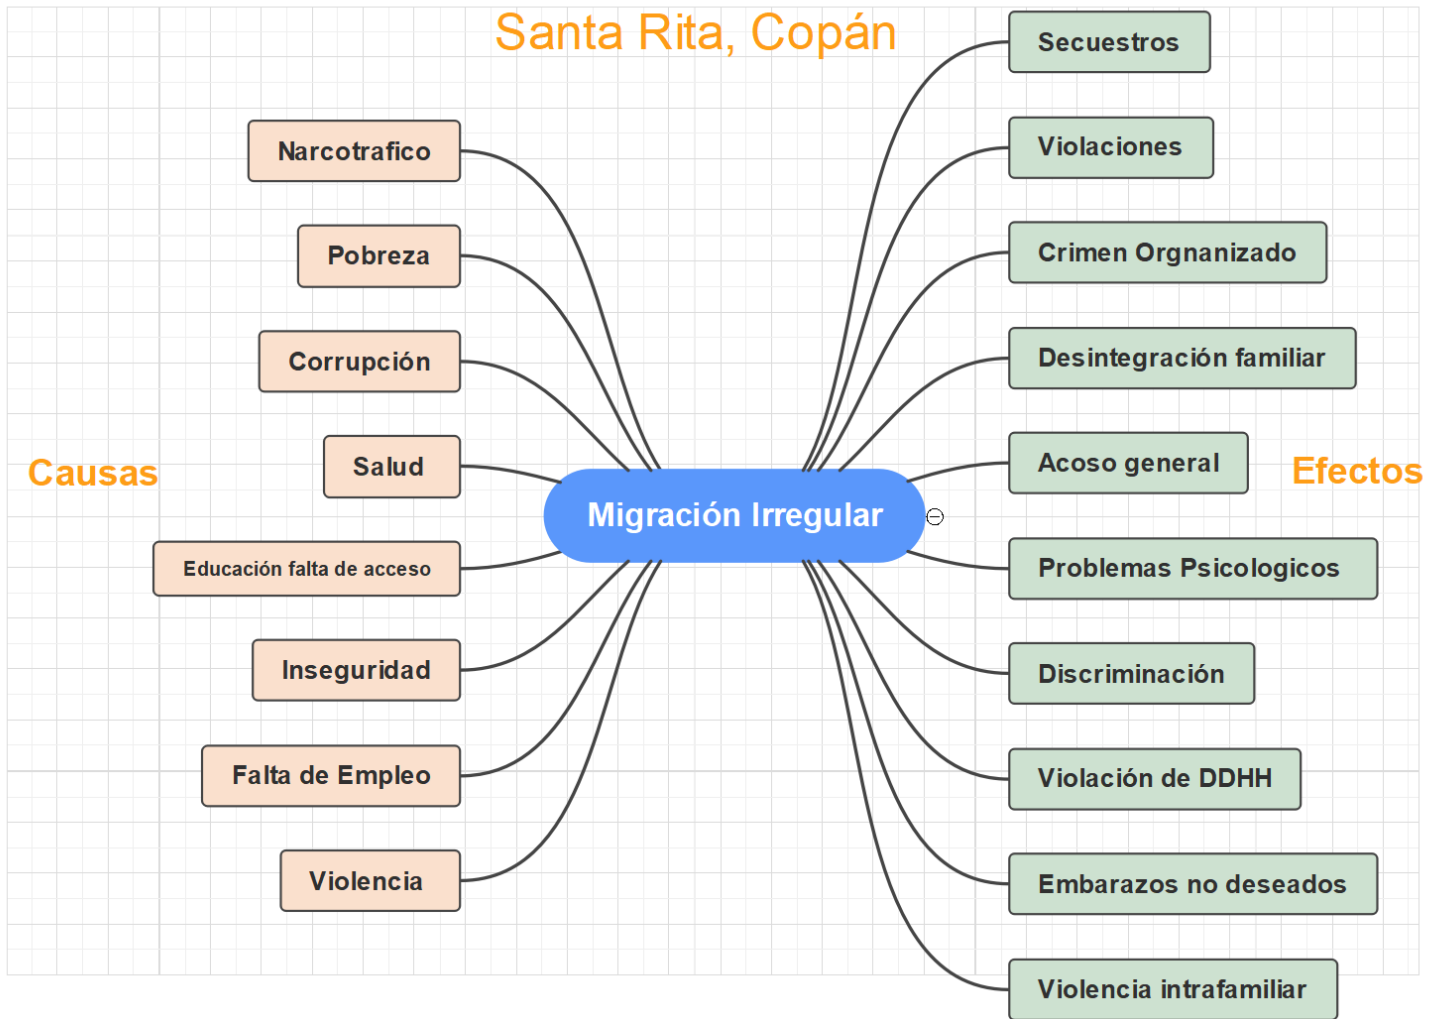 Santa Rita, Copán
Causas
Narcotrafico
Pobreza
Corrupción
Salud
Educación falta de acceso
Inseguridad
Falta de Empleo
Violencia
Migración Irregular
Efectos
Secuestros
Violaciones
Crimen Orgnanizado
Desintegración familiar
Acoso general
Problemas Psicologicos
Discriminación
Violación de DDHH
Embarazos no deseados
Violencia intrafamiliar